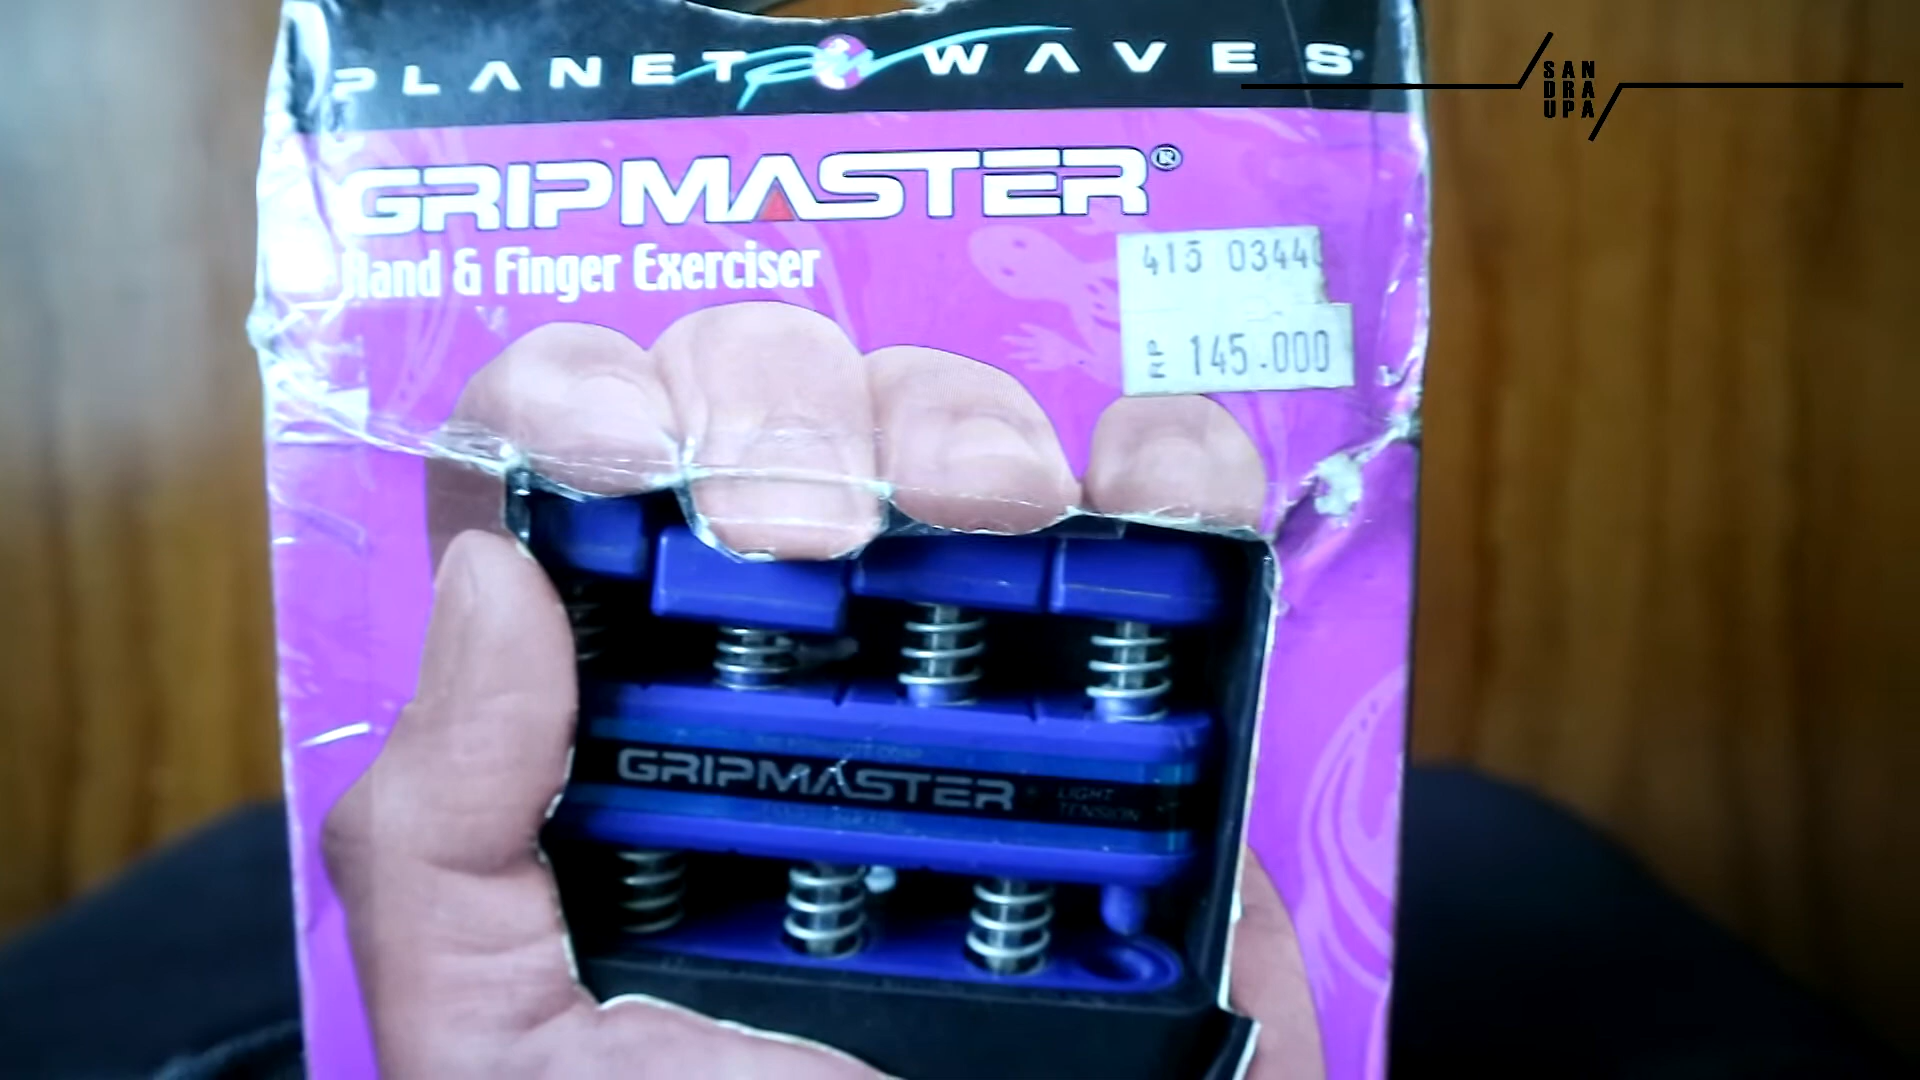 PLANET WAVES
SAN
DRA
UPA
GRIPMASTER®
Hand & Finger Exerciser
415 0344
RP 145.000
GRIPMASTER
LIGHT
TENSION